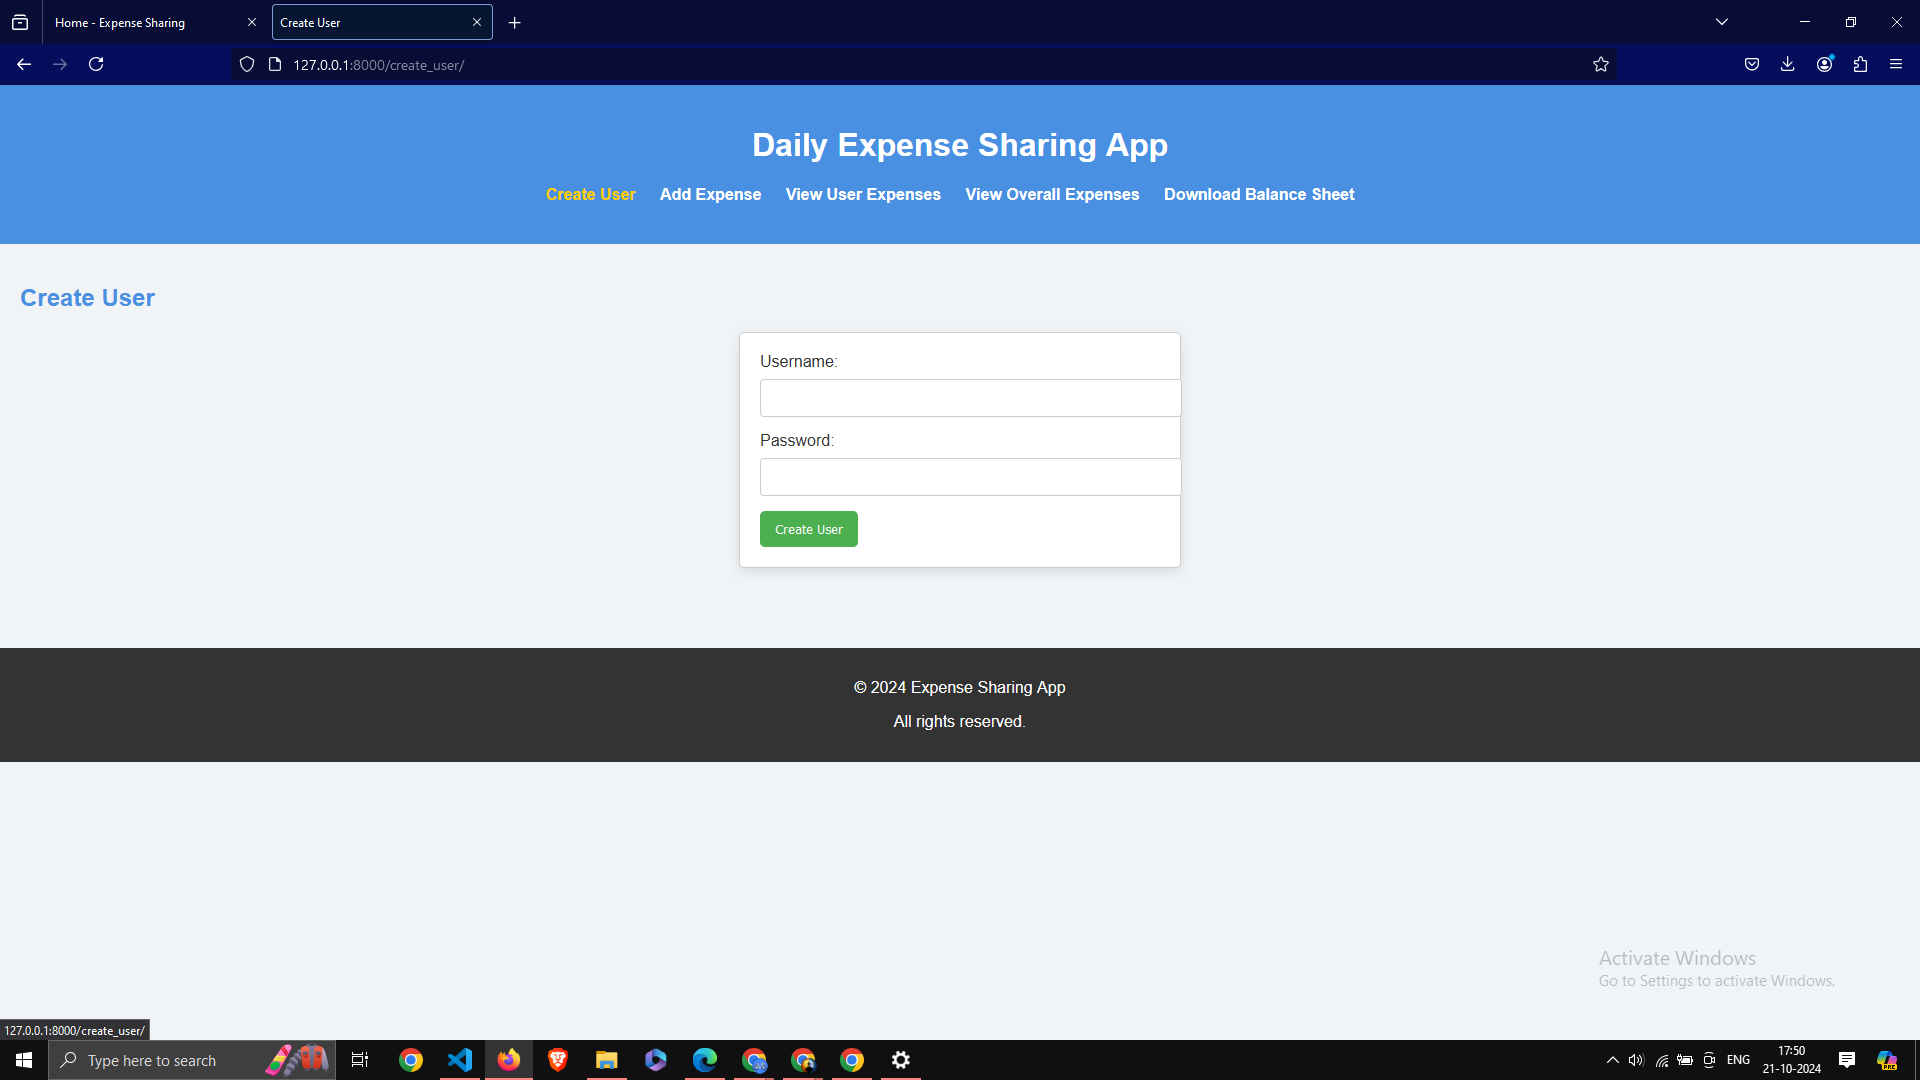 Home - Expense Sharing
Create User
127.0.0.1:8000/create_user/
Daily Expense Sharing App
Create User Add Expense View User Expenses View Overall Expenses Download Balance Sheet
Create User
Username:
Password:
Create User
© 2024 Expense Sharing App
All rights reserved.
Activate Windows
Go to Settings to activate Windows.
127.0.0.1:8000/create_user/
Type here to search
ENG
17:50
21-10-2024
PRE